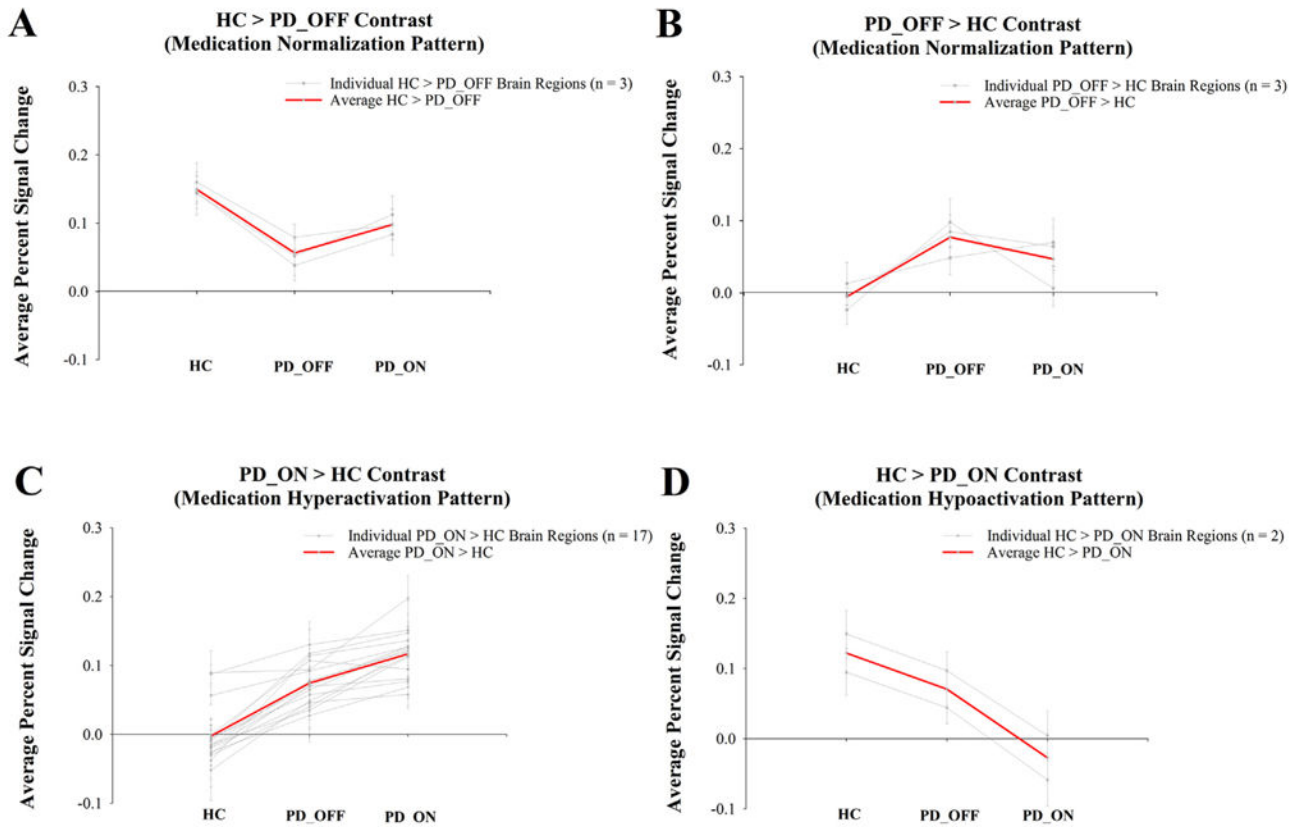 A
HC > PD_OFF Contrast
(Medication Normalization Pattern)
Individual HC > PD_OFF Brain Regions (n = 3)
Average HC > PD_OFF
Average Percent Signal Change
0.3
0.2
0.1
0.0
-0.1
HC
PD_OFF
PD_ON
B
PD_OFF > HC Contrast
(Medication Normalization Pattern)
Individual PD_OFF > HC Brain Regions (n = 3)
Average PD_OFF > HC
Average Percent Signal Change
0.3
0.2
0.1
0.0
-0.1
HC
PD_OFF
PD_ON
C
PD_ON > HC Contrast
(Medication Hyperactivation Pattern)
Individual PD_ON > HC Brain Regions (n = 17)
Average PD_ON > HC
Average Percent Signal Change
0.3
0.2
0.1
0.0
-0.1
HC
PD_OFF
PD_ON
D
HC > PD_ON Contrast
(Medication Hypoactivation Pattern)
Individual HC > PD_ON Brain Regions (n = 2)
Average HC > PD_ON
Average Percent Signal Change
0.3
0.2
0.1
0.0
-0.1
HC
PD_OFF
PD_ON